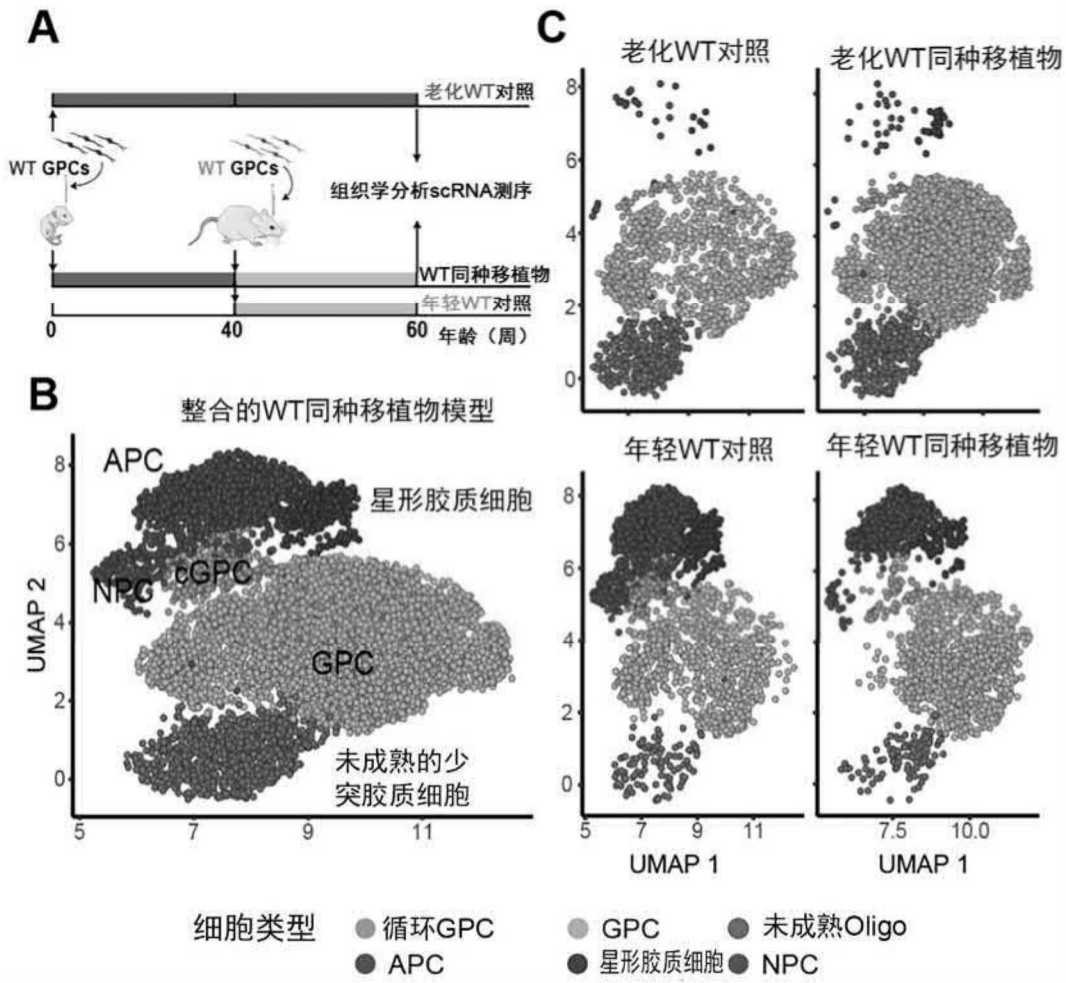 A
老化WT对照
WT GPCs
WT GPCs
组织学分析scRNA测序
WT同种移植物
年轻WT对照
0
40
60
年龄（周）
B
整合的WT同种移植物模型
APC
星形胶质细胞
NPC
cGPC
GPC
未成熟的少
突胶质细胞
8
6
4
2
0
UMAP 2
5
7
9
11
C
老化WT对照
老化WT同种移植物
8
6
4
2
0
年轻WT对照
年轻WT同种移植物
8
6
4
2
0
5
7
9
11
7.5
10.0
UMAP 1
UMAP 1
细胞类型
循环GPC
GPC
未成熟Oligo
APC
星形胶质细胞
NPC